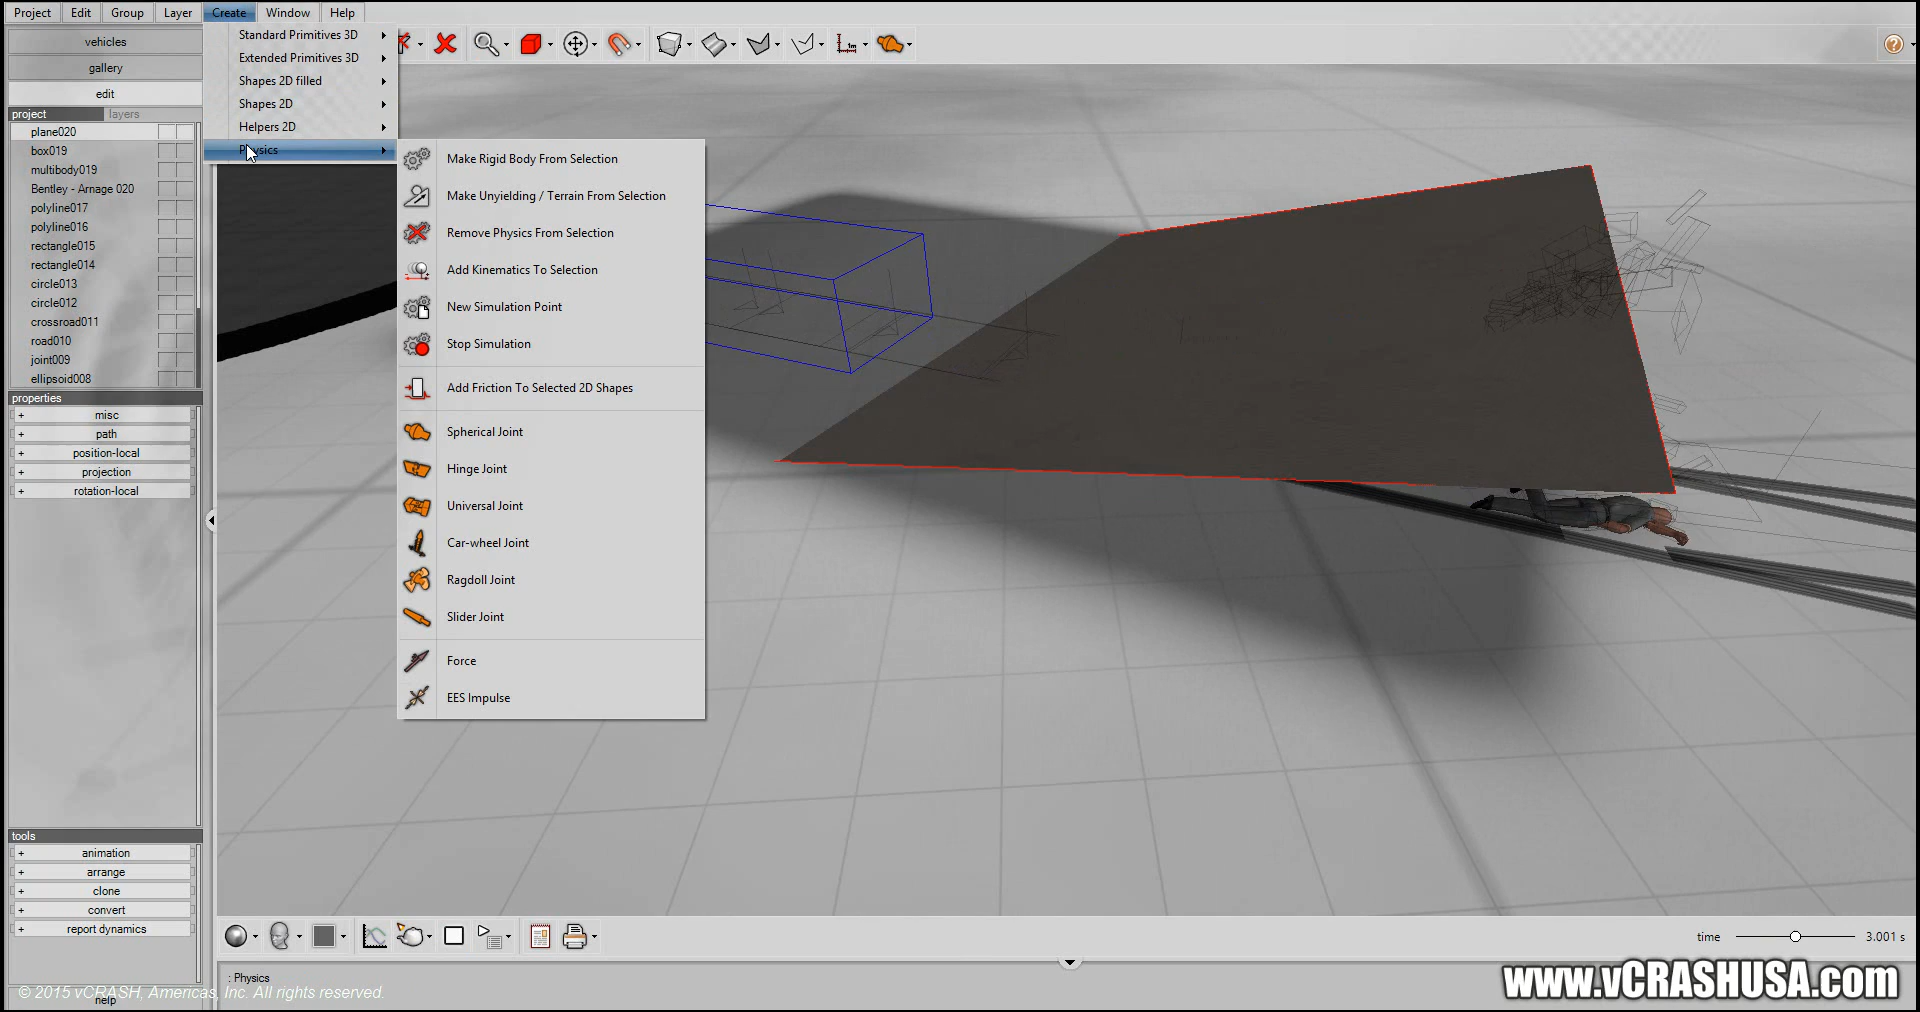 Project Edit Group Layer Create Window Help
vehicles
gallery
edit
project layers
plane020
box019
multibody019
Bentley - Arnage 020
polyline017
polyline016
rectangle015
rectangle014
circle013
circle012
crossroad011
road010
joint009
ellipsoid008
properties
+ misc
+ path
+ position-local
+ projection
+ rotation-local
tools
+ animation
+ arrange
+ clone
+ convert
+ report dynamics
help
Standard Primitives 3D
Extended Primitives 3D
Shapes 2D filled
Shapes 2D
Helpers 2D
Physics
Make Rigid Body From Selection
Make Unyielding / Terrain From Selection
Remove Physics From Selection
Add Kinematics To Selection
New Simulation Point
Stop Simulation
Add Friction To Selected 2D Shapes
Spherical Joint
Hinge Joint
Universal Joint
Car-wheel Joint
Ragdoll Joint
Slider Joint
Force
EES Impulse
time 3.001 s
: Physics
© 2015 vCRASH, Americas, Inc. All rights reserved.
www.vCRASHUSA.com